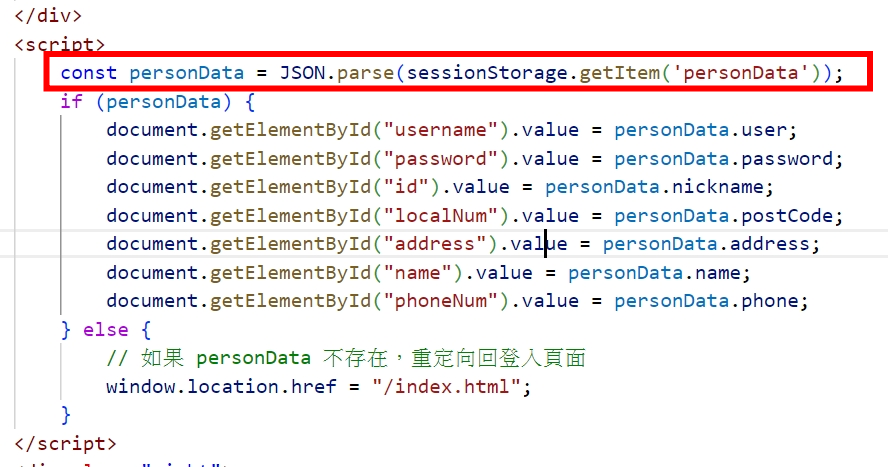 </div>
<script>
const personData = JSON.parse(sessionStorage.getItem('personData'));
if (personData) {
document.getElementById("username").value = personData.user;
document.getElementById("password").value = personData.password;
document.getElementById("id").value = personData.nickname;
document.getElementById("localNum").value = personData.postCode;
document.getElementById("address").value = personData.address;
document.getElementById("name").value = personData.name;
document.getElementById("phoneNum").value = personData.phone;
} else {
// 如果 personData 不存在，重定向回登入頁面
window.location.href = "/index.html";
}
</script>